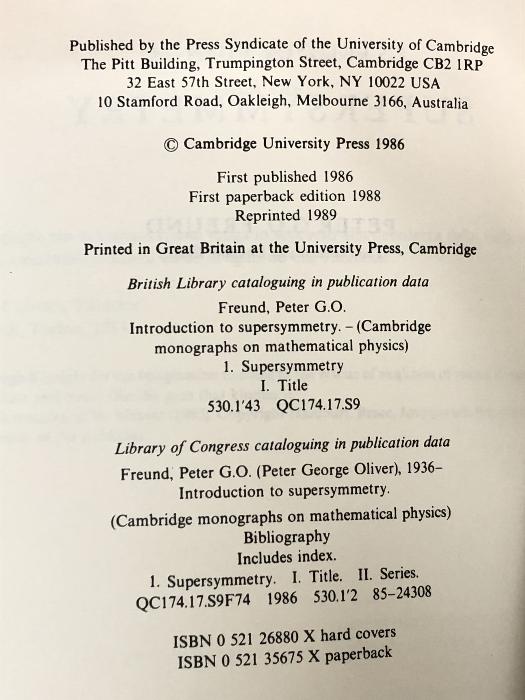 Published by the Press Syndicate of the University of Cambridge
The Pitt Building, Trumpington Street, Cambridge CB2 1RP
32 East 57th Street, New York, NY 10022 USA
10 Stamford Road, Oakleigh, Melbourne 3166, Australia
© Cambridge University Press 1986
First published 1986
First paperback edition 1988
Reprinted 1989
Printed in Great Britain at the University Press, Cambridge
British Library cataloguing in publication data
Freund, Peter G.O.
Introduction to supersymmetry. – (Cambridge
monographs on mathematical physics)
1. Supersymmetry
I. Title
530.1'43 QC174.17.S9
Library of Congress cataloguing in publication data
Freund, Peter G.O. (Peter George Oliver), 1936–
Introduction to supersymmetry.
(Cambridge monographs on mathematical physics)
Bibliography
Includes index.
1. Supersymmetry. I. Title. II. Series.
QC174.17.S9F74 1986 530.1'2 85–24308
ISBN 0 521 26880 X hard covers
ISBN 0 521 35675 X paperback